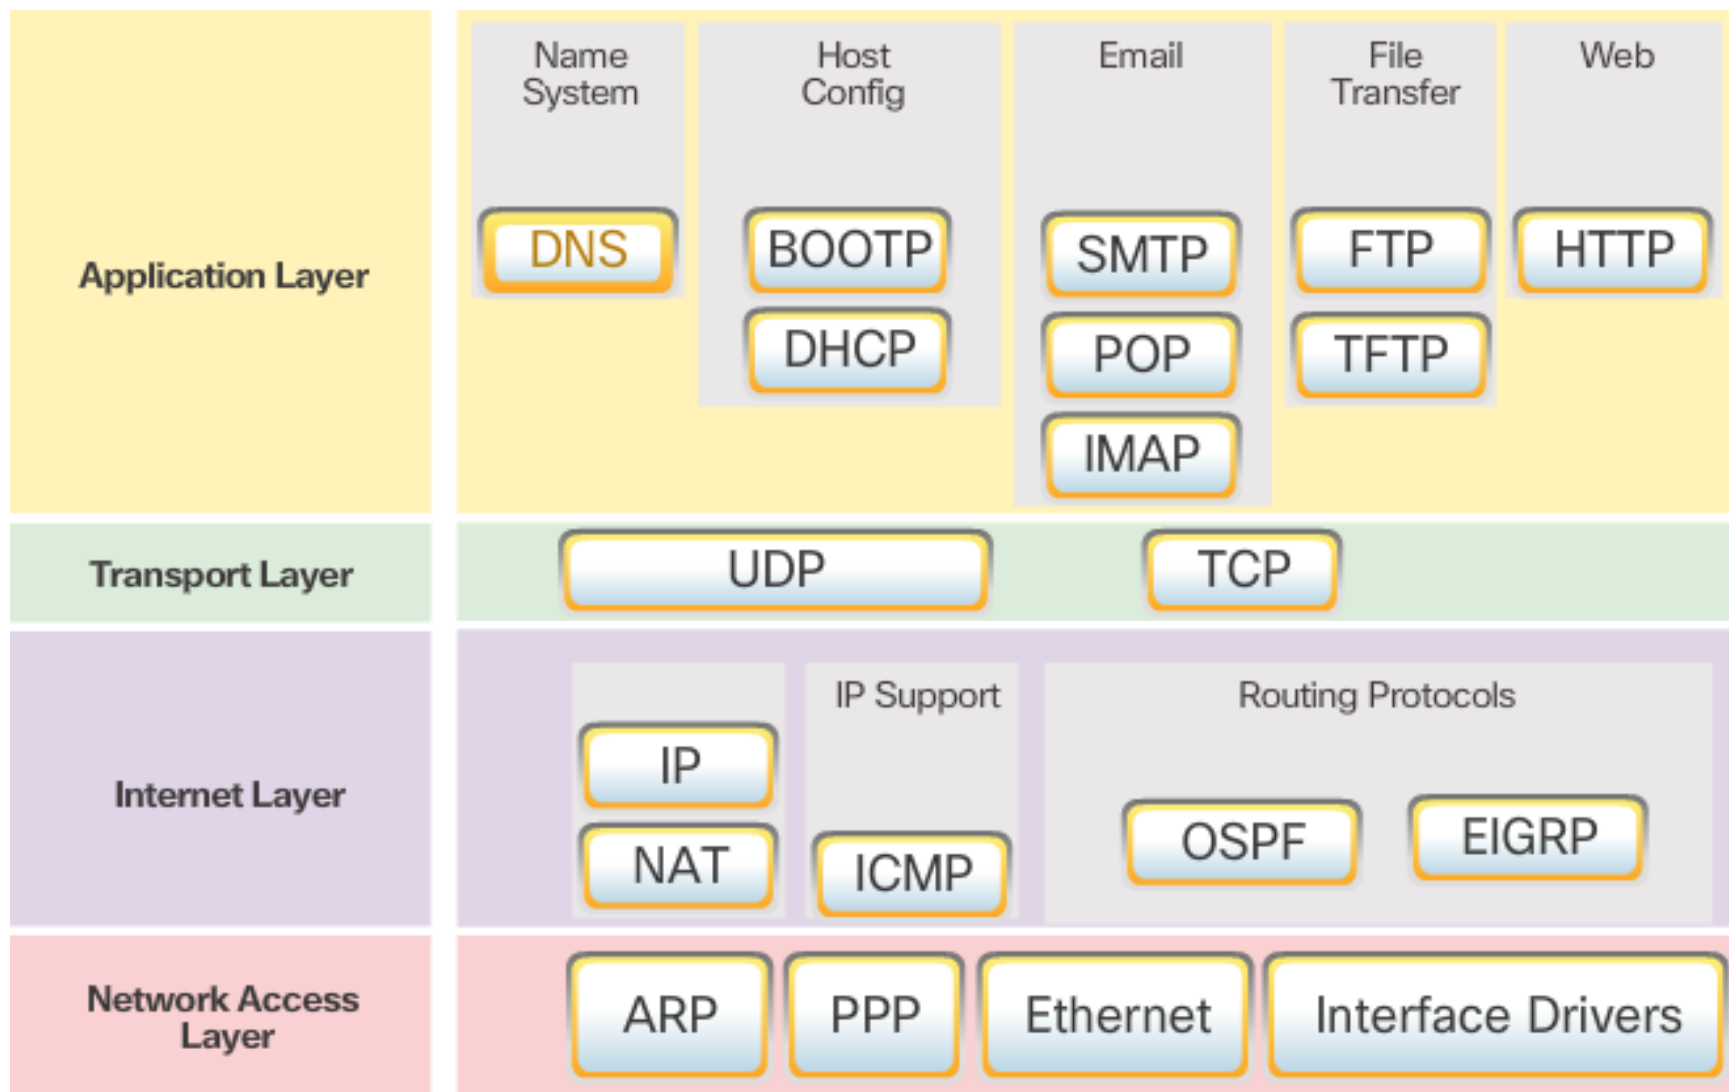 Application Layer
Name
System
DNS
Host
Config
BOOTP
DHCP
Email
SMTP
POP
IMAP
File
Transfer
FTP
TFTP
Web
HTTP
Transport Layer
UDP
TCP
Internet Layer
IP
NAT
IP Support
ICMP
Routing Protocols
OSPF
EIGRP
Network Access
Layer
ARP
PPP
Ethernet
Interface Drivers